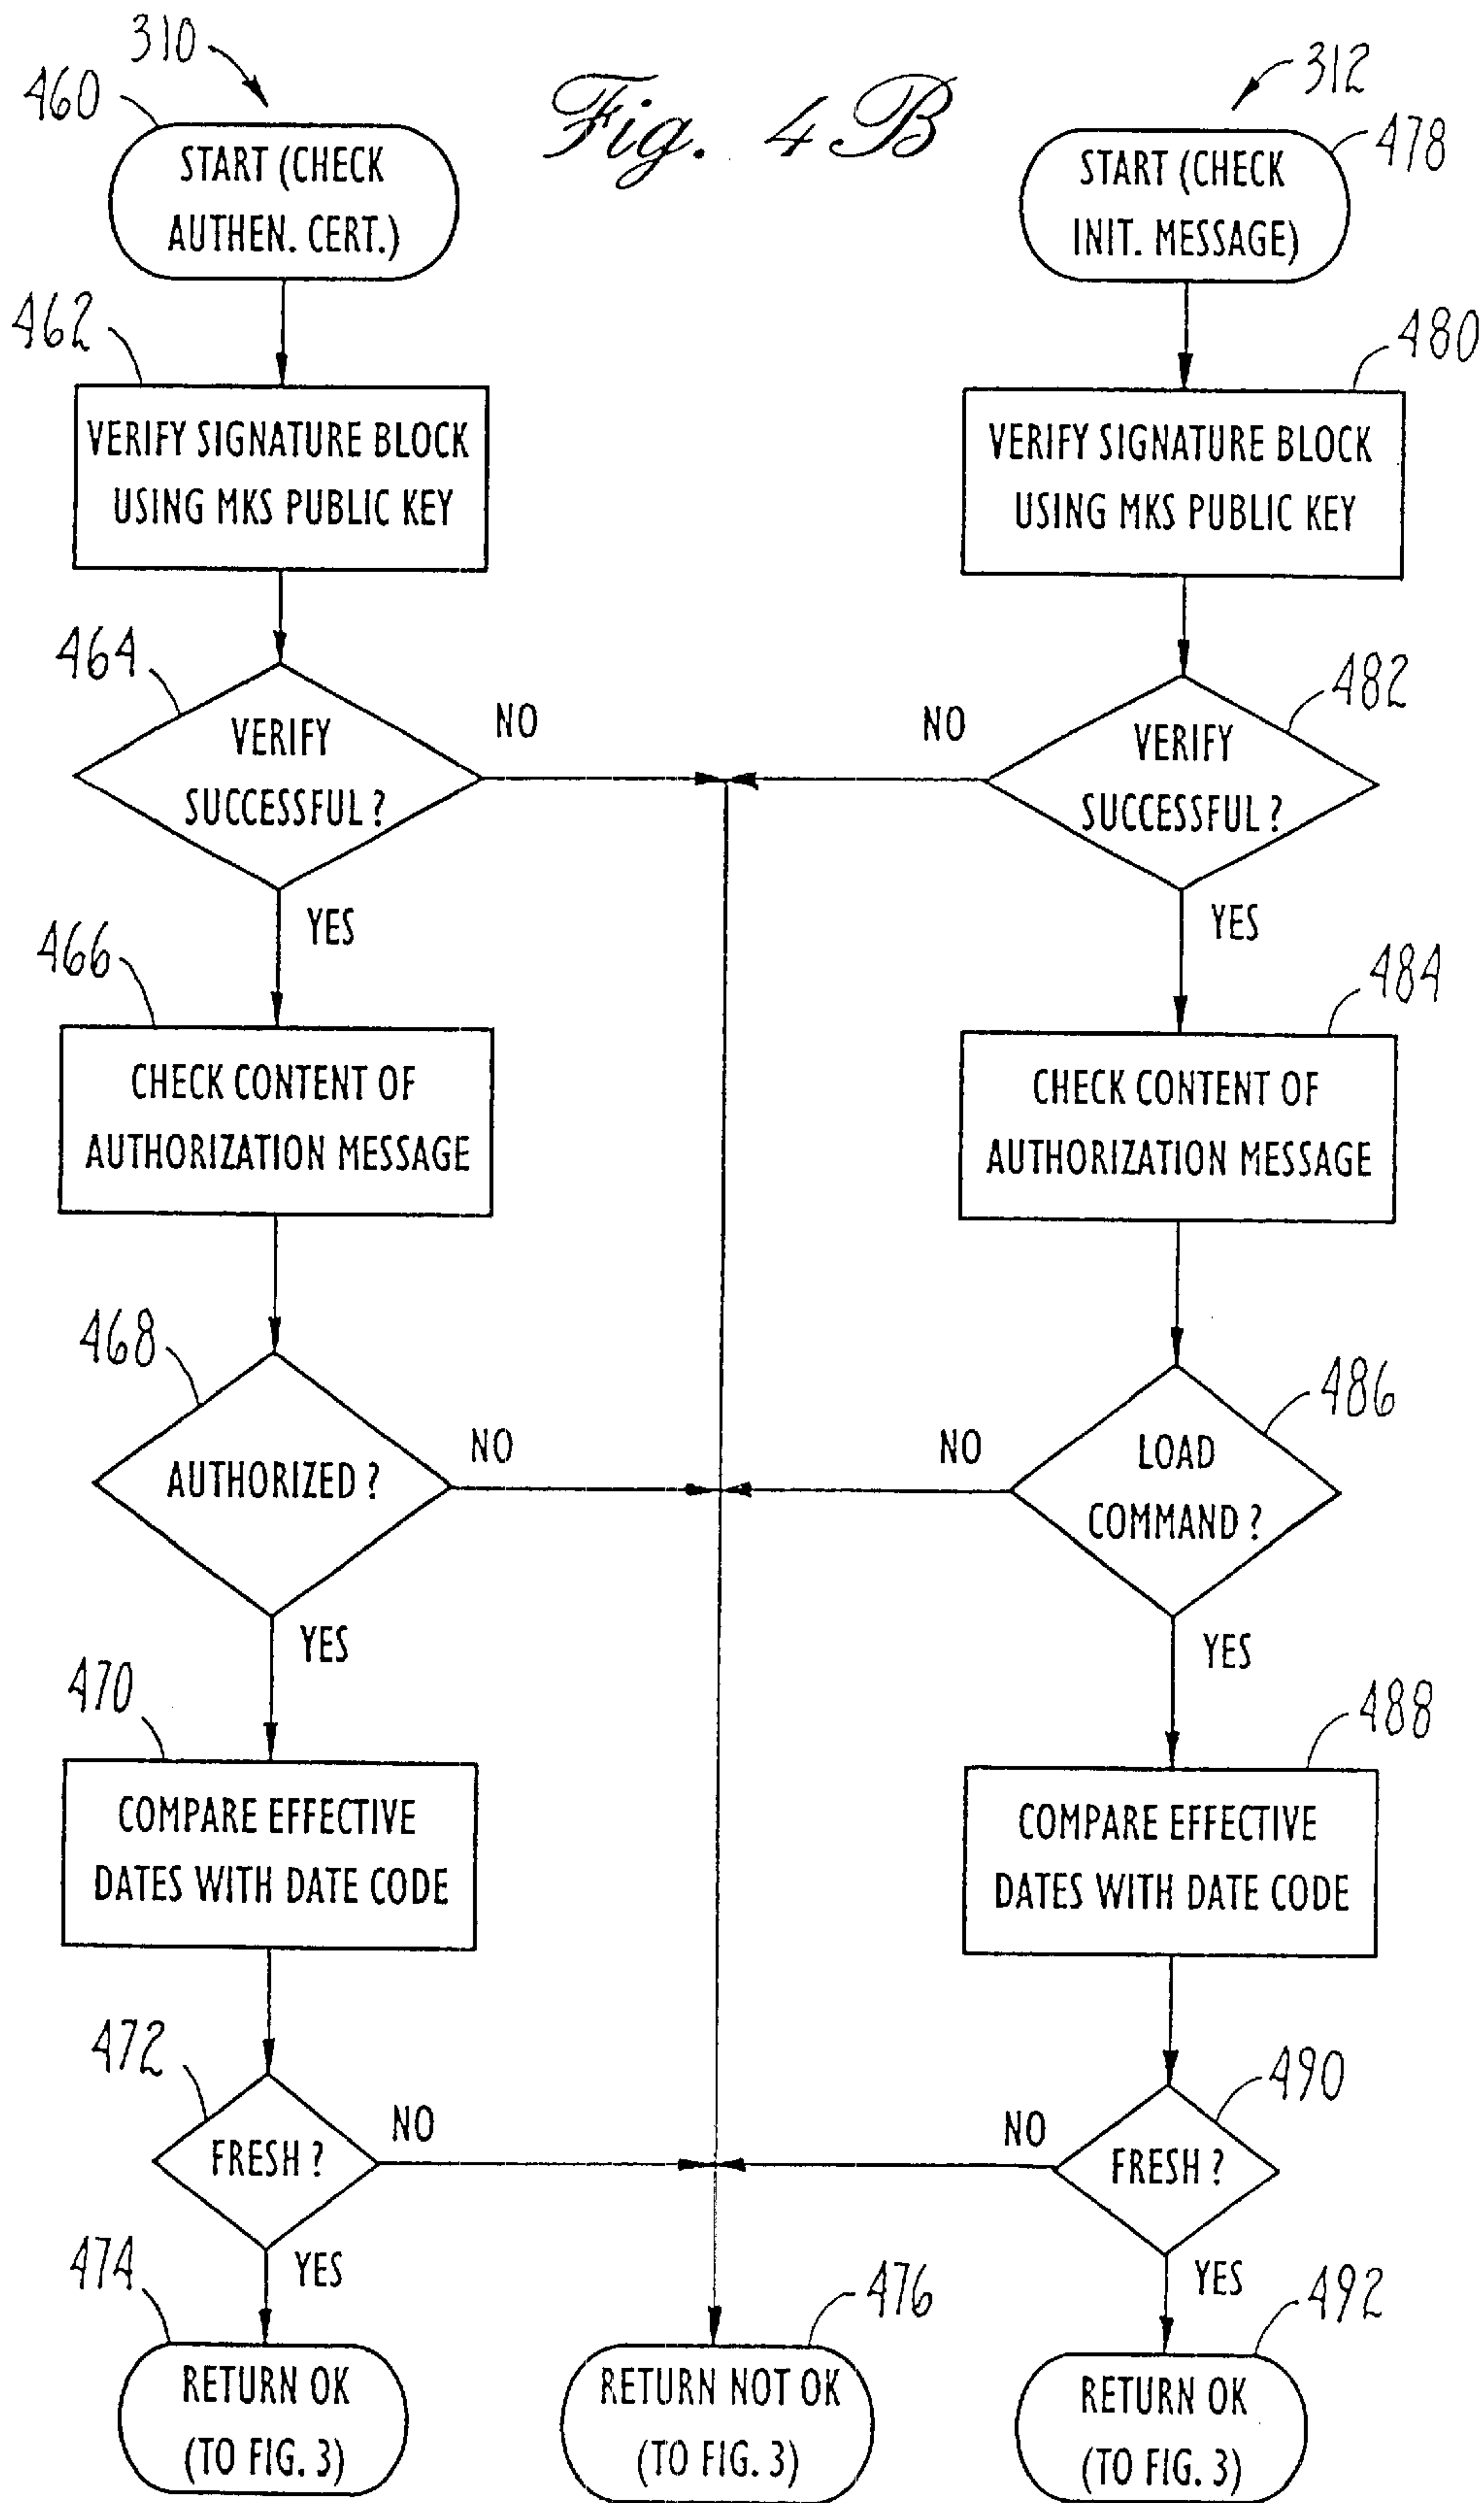 310
460
Fig. 4B
312
478
START (CHECK
AUTHEN. CERT.)
START (CHECK
INIT. MESSAGE)
462
480
VERIFY SIGNATURE BLOCK
USING MKS PUBLIC KEY
VERIFY SIGNATURE BLOCK
USING MKS PUBLIC KEY
464
482
VERIFY
SUCCESSFUL ?
NO
NO
VERIFY
SUCCESSFUL ?
YES
YES
466
484
CHECK CONTENT OF
AUTHORIZATION MESSAGE
CHECK CONTENT OF
AUTHORIZATION MESSAGE
468
486
AUTHORIZED ?
NO
NO
LOAD
COMMAND ?
YES
YES
470
488
COMPARE EFFECTIVE
DATES WITH DATE CODE
COMPARE EFFECTIVE
DATES WITH DATE CODE
472
490
FRESH ?
NO
NO
FRESH ?
YES
YES
474
476
492
RETURN OK
(TO FIG. 3)
RETURN NOT OK
(TO FIG. 3)
RETURN OK
(TO FIG. 3)